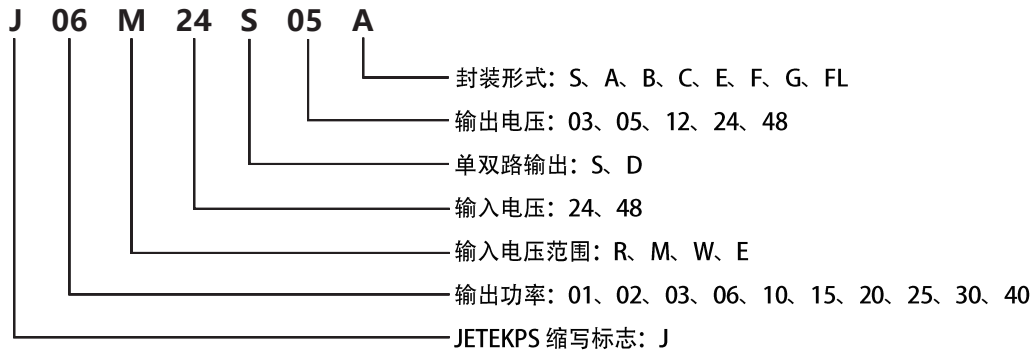 J 06 M 24 S 05 A
封装形式：S、A、B、C、E、F、G、FL
输出电压：03、05、12、24、48
单双路输出：S、D
输入电压：24、48
输入电压范围：R、M、W、E
输出功率：01、02、03、06、10、15、20、25、30、40
JETEKPS 缩写标志：J